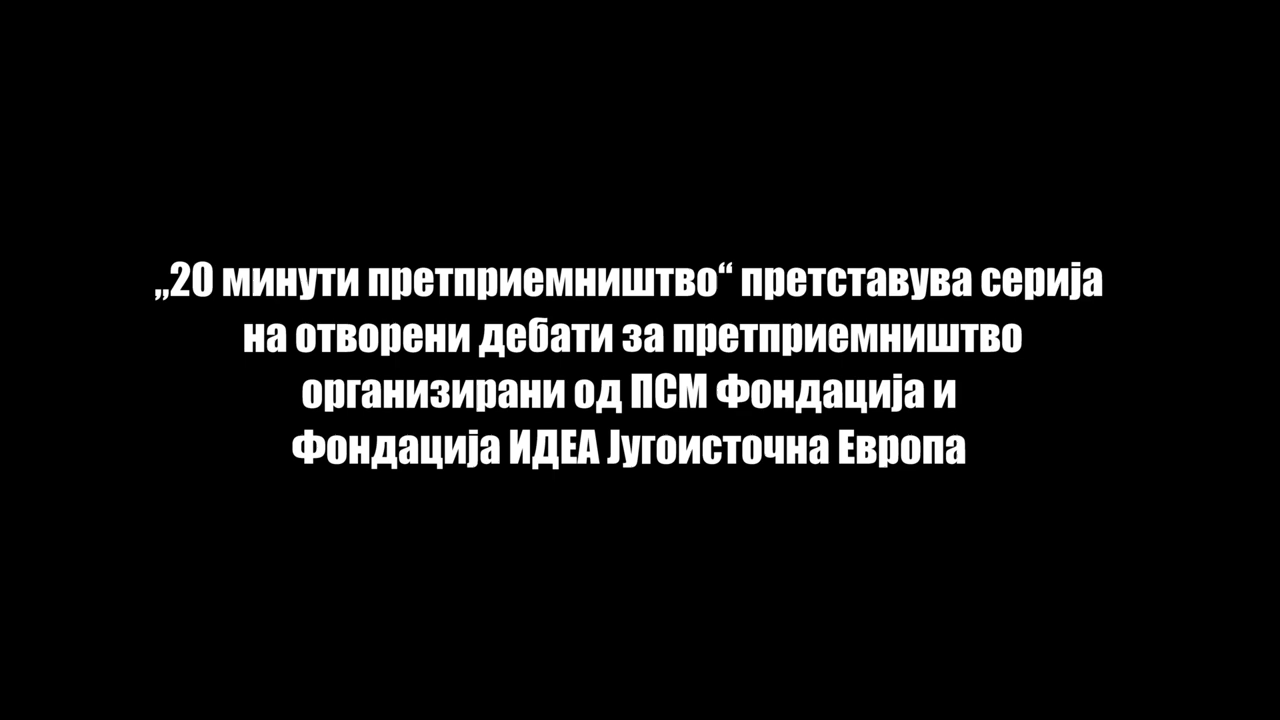 „20 минути претприемништво“ претставува серија
на отворени дебати за претприемништво
организирани од ПСМ Фондација и
Фондација ИДЕА Југоисточна Европа